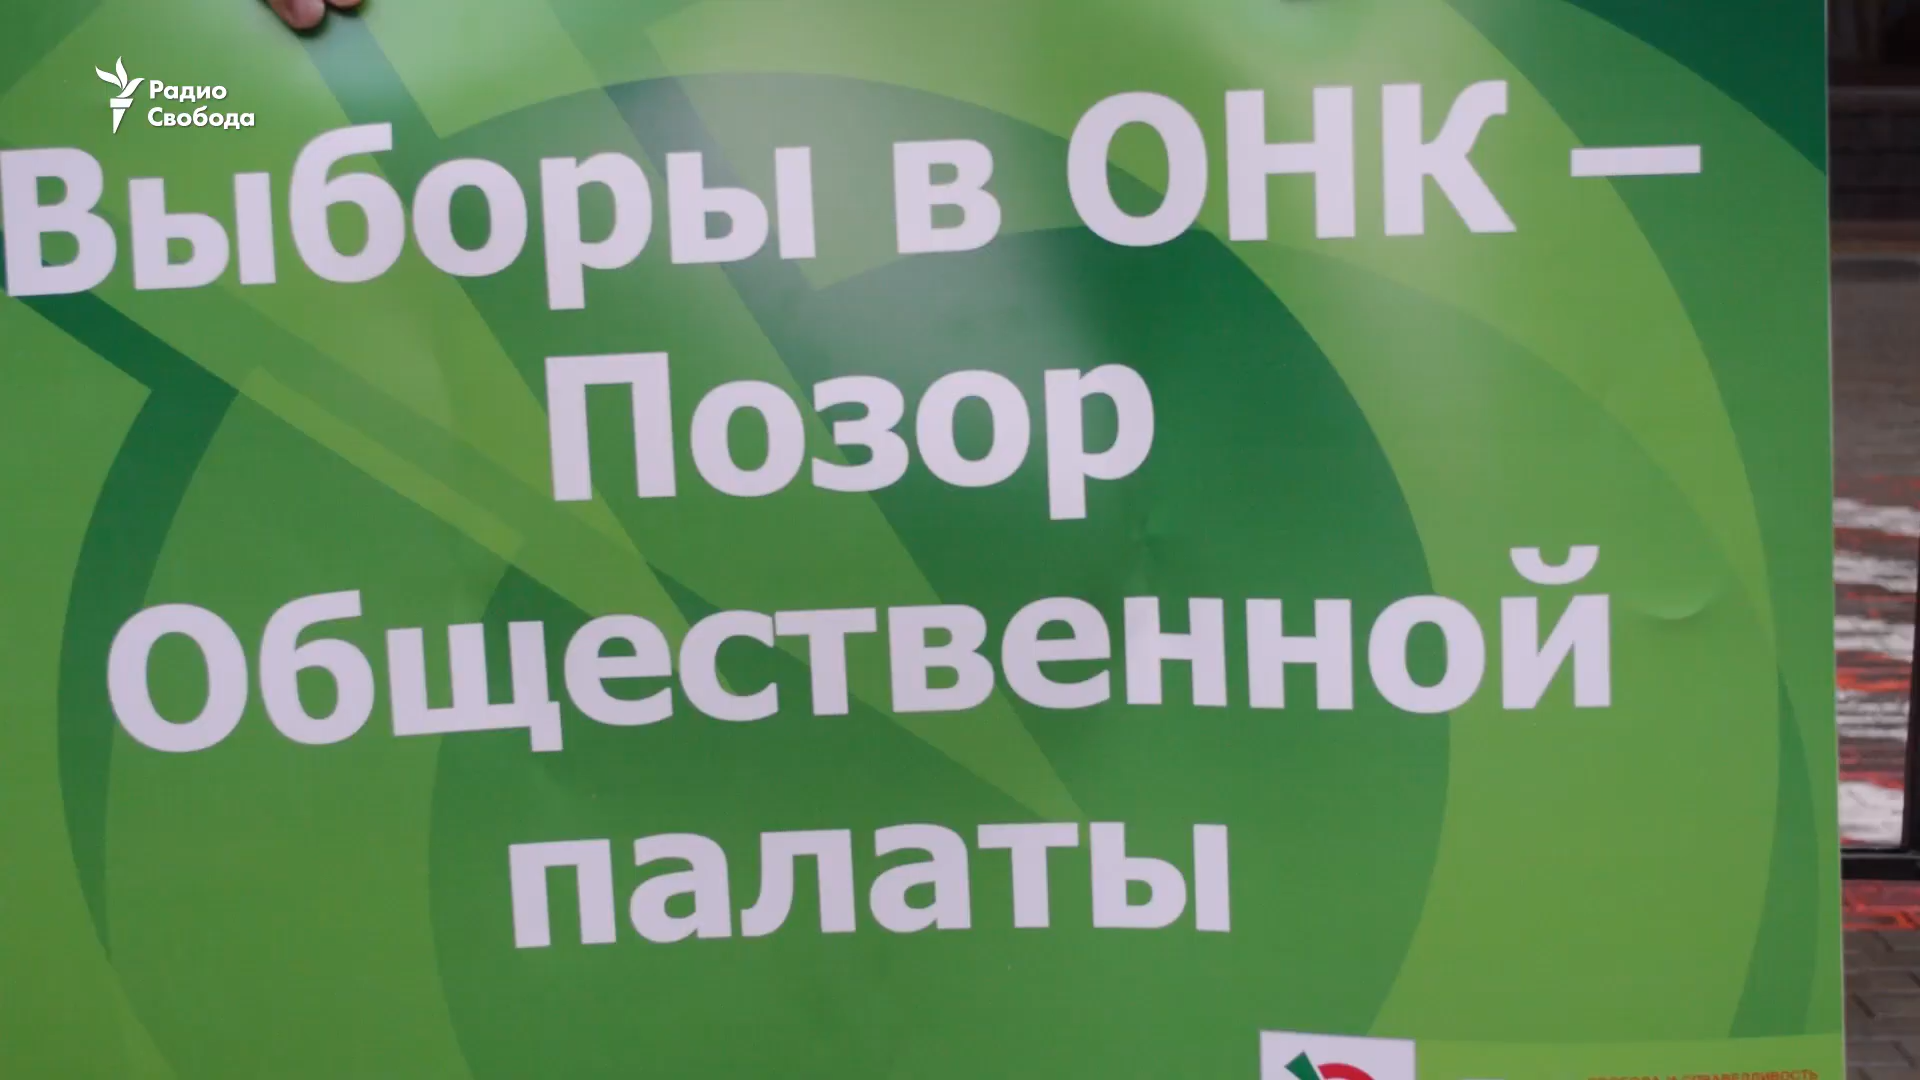 Радио
Свобода
Выборы в ОНК –
Позор
Общественной
палаты